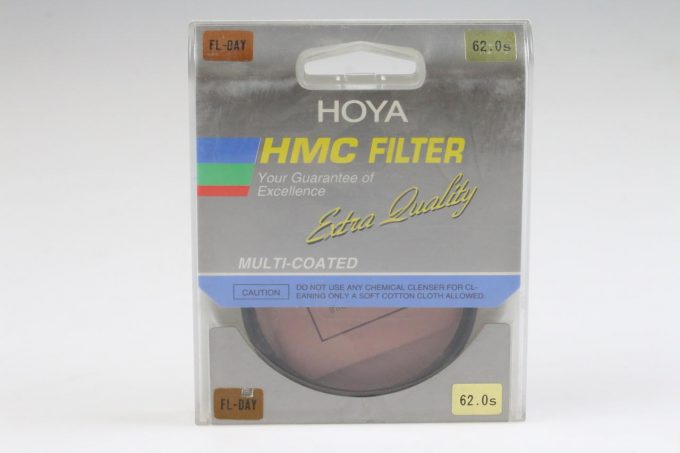 FL-DAY
62.0s
HOYA
HMC FILTER
Your Guarantee of
Excellence
Extra Quality
MULTI-COATED
CAUTION
DO NOT USE ANY CHEMICAL CLENSER FOR CL-
EANING ONLY A SOFT COTTON CLOTH ALLOWED.
FL-DAY
62.0s